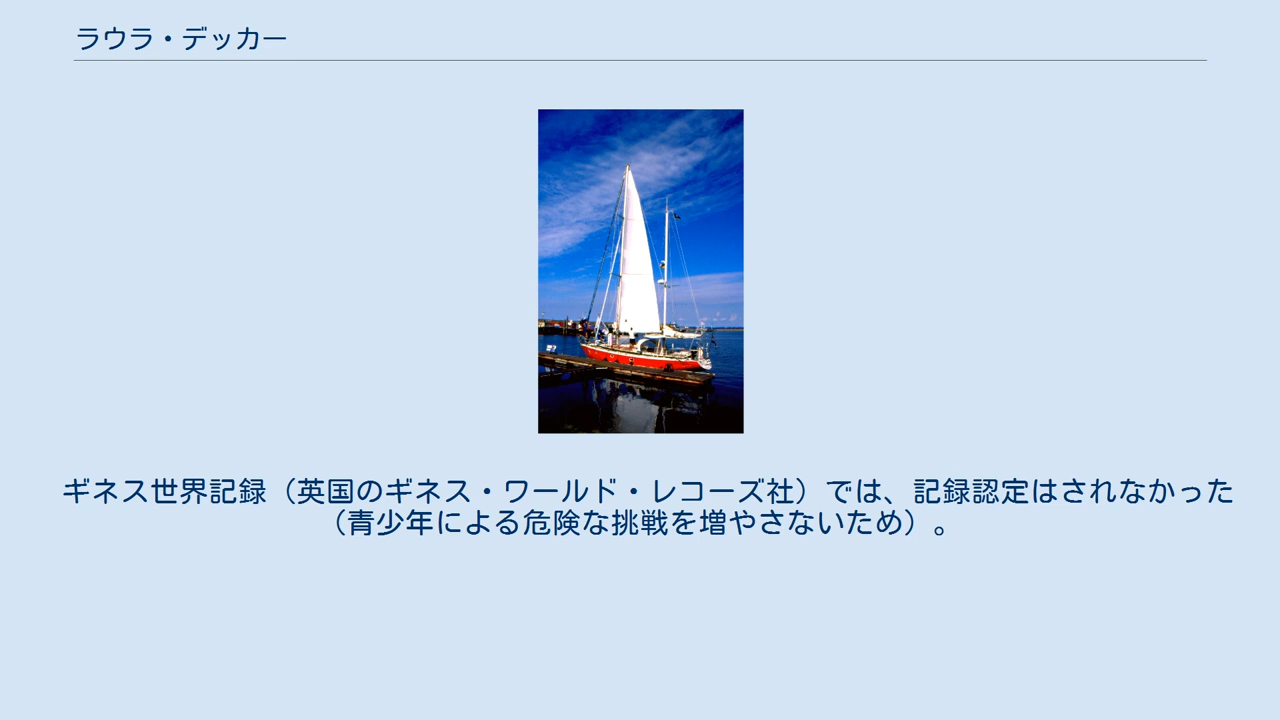 ラウラ・デッカー
ギネス世界記録（英国のギネス・ワールド・レコーズ社）では、記録認定はされなかった
（青少年による危険な挑戦を増やさないため）。